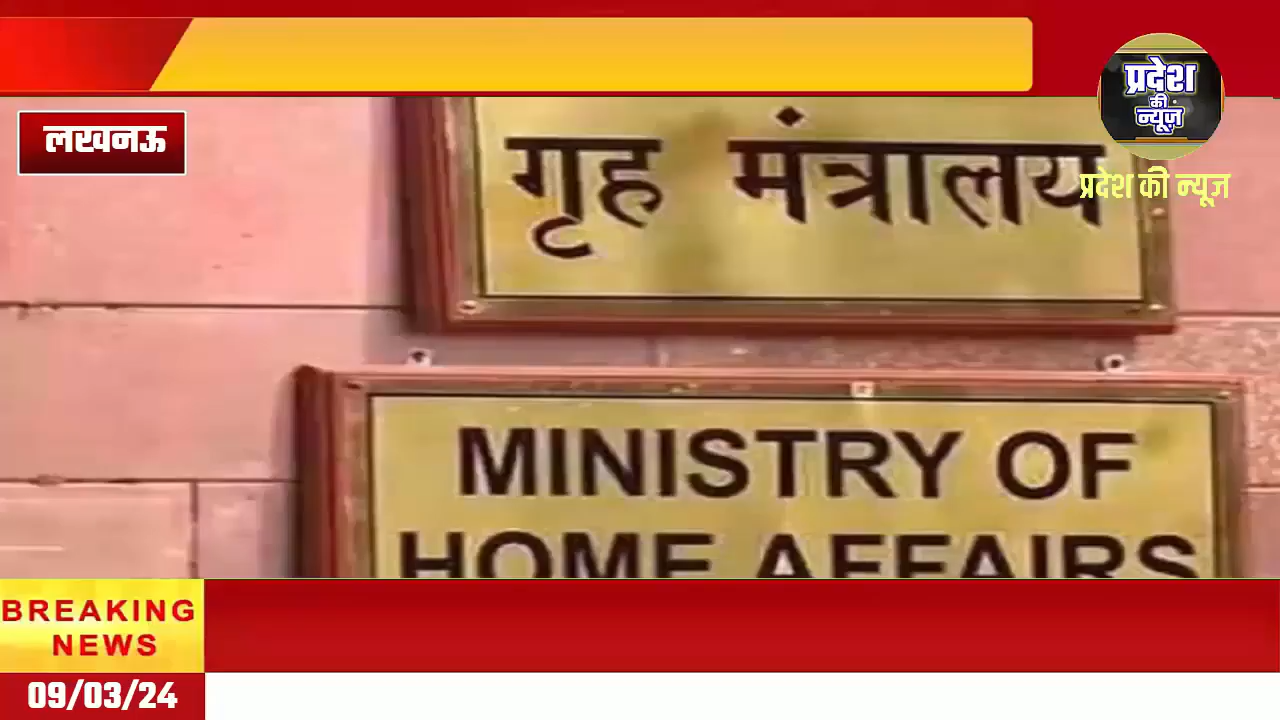 लखनऊ
प्रदेश
की
न्यूज़
प्रदेश की न्यूज़
गृह मंत्रालय
MINISTRY OF
HOME AFFAIRS
BREAKING
NEWS
09/03/24